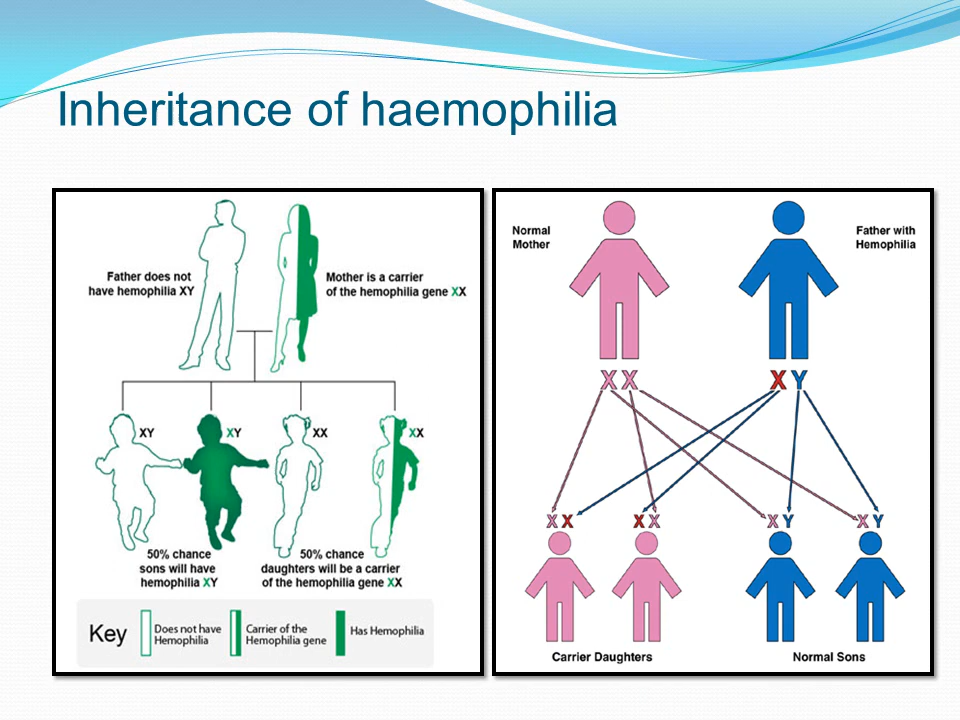 Inheritance of haemophilia
Father does not
have hemophilia XY
Mother is a carrier
of the hemophilia gene XX
XY
XY
XX
XX
50% chance
sons will have
hemophilia XY
50% chance
daughters will be a carrier
of the hemophilia gene XX
Key
Does not have
Hemophilia
Carrier of the
Hemophilia gene
Has Hemophilia
Normal
Mother
Father with
Hemophilia
X X
X Y
X X
X X
X Y
X Y
Carrier Daughters
Normal Sons